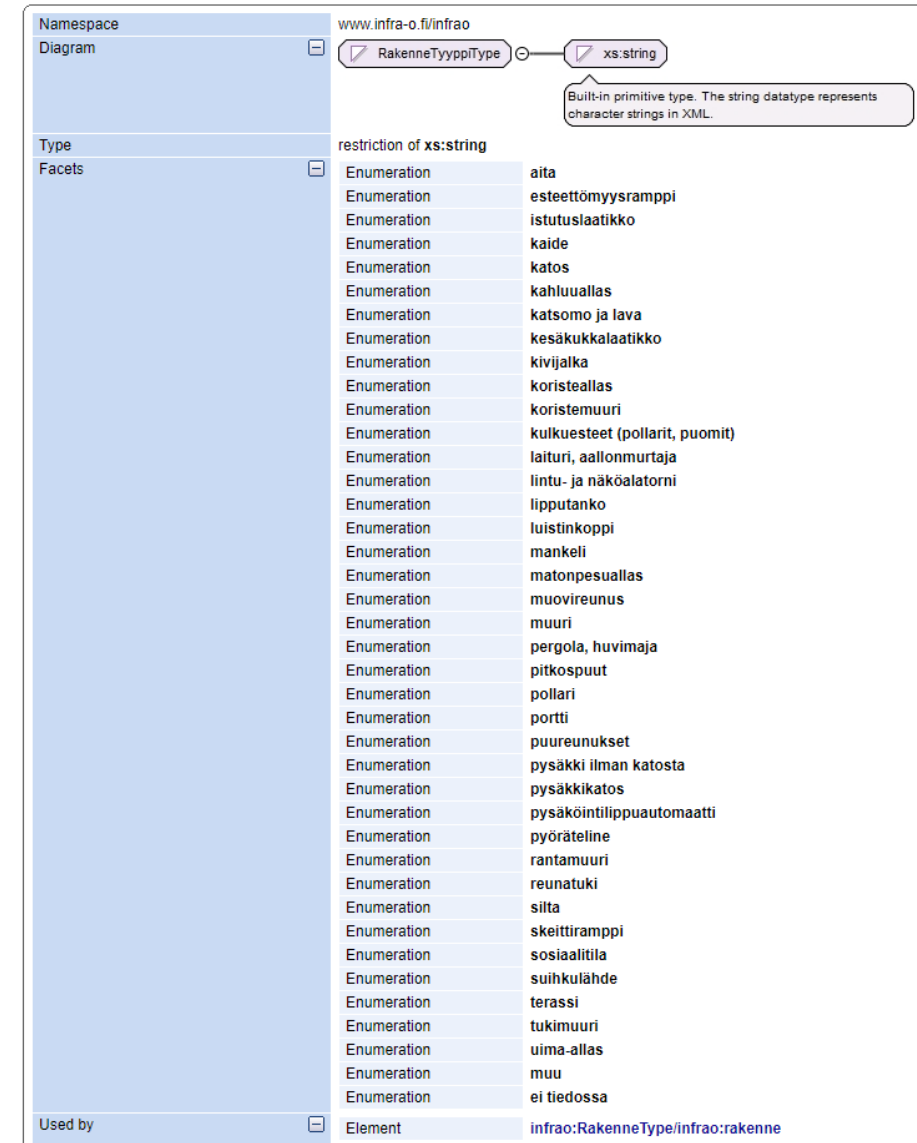 Namespace www.infra-o.fi/infrao
Diagram RakenneTyyppiType xs:string
Built-in primitive type. The string datatype represents
character strings in XML.
Type restriction of xs:string
Facets
Enumeration aita
Enumeration esteettömyysramppi
Enumeration istutuslaatikko
Enumeration kaide
Enumeration katos
Enumeration kahluuallas
Enumeration katsomo ja lava
Enumeration kesäkukkalaatikko
Enumeration kivijalka
Enumeration koristeallas
Enumeration koristemuuri
Enumeration kulkuesteet (pollarit, puomit)
Enumeration laituri, aallonmurtaja
Enumeration lintu- ja näköalatorni
Enumeration lipputanko
Enumeration luistinkoppi
Enumeration mankeli
Enumeration matonpesuallas
Enumeration muovireunus
Enumeration muuri
Enumeration pergola, huvimaja
Enumeration pitkospuut
Enumeration pollari
Enumeration portti
Enumeration puureunukset
Enumeration pysäkki ilman katosta
Enumeration pysäkkikatos
Enumeration pysäköintilippuautomaatti
Enumeration pyöräteline
Enumeration rantamuuri
Enumeration reunatuki
Enumeration silta
Enumeration skeittiramppi
Enumeration sosiaalitila
Enumeration suihkulähde
Enumeration terassi
Enumeration tukimuuri
Enumeration uima-allas
Enumeration muu
Enumeration ei tiedossa
Used by Element infrao:RakenneType/infrao:rakenne